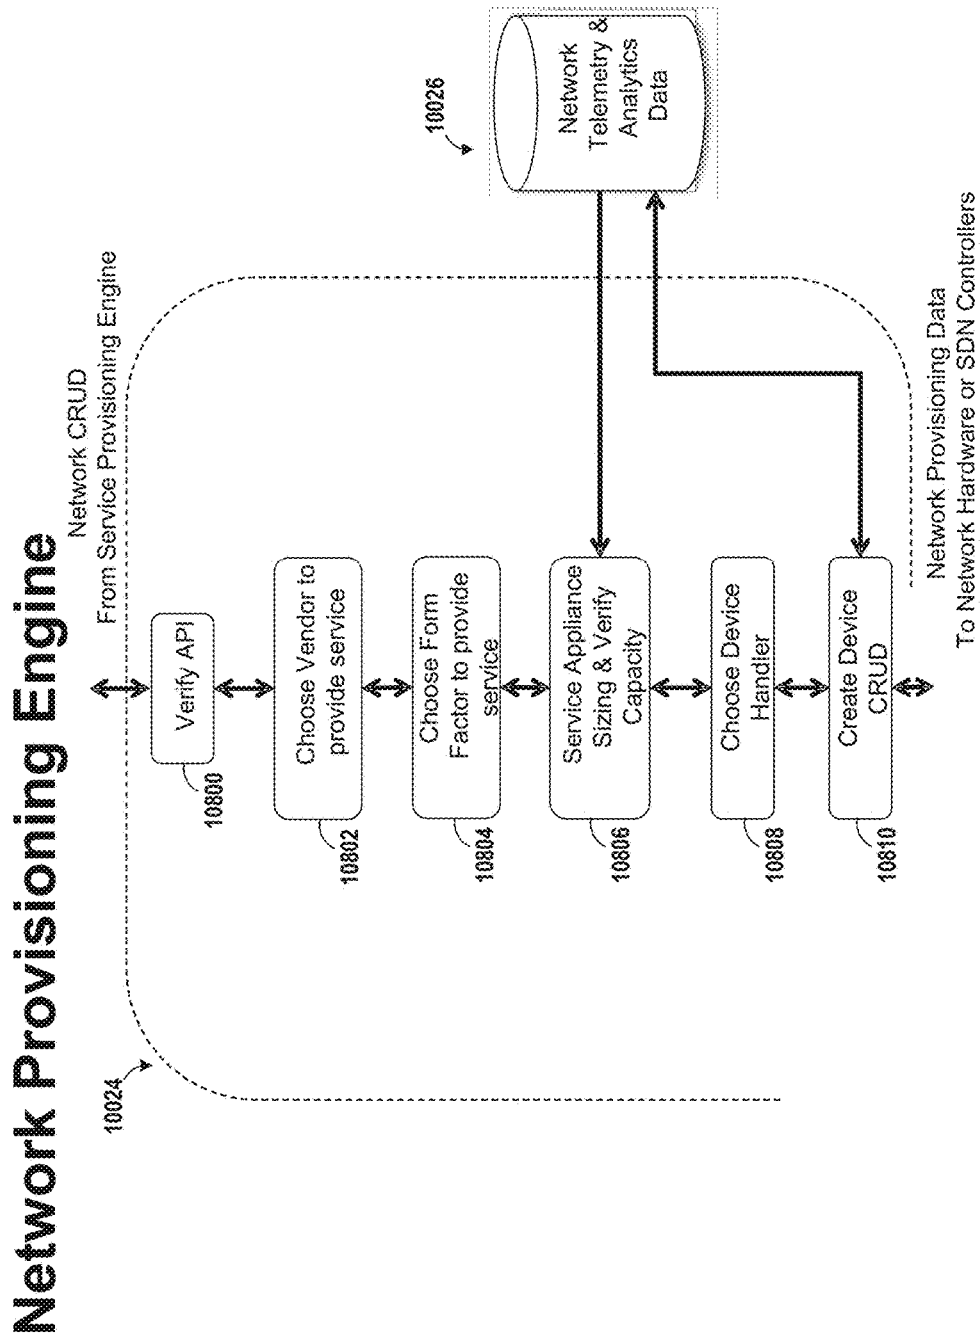 Network Provisioning Engine
Network CRUD
From Service Provisioning Engine
10024
Verify API
10800
Choose Vendor to
provide service
10802
Choose Form
Factor to provide
service
10804
Service Appliance
Sizing & Verify
Capacity
10806
Choose Device
Handler
10808
Create Device
CRUD
10810
10026
Network
Telemetry &
Analytics
Data
Network Provisioning Data
To Network Hardware or SDN Controllers